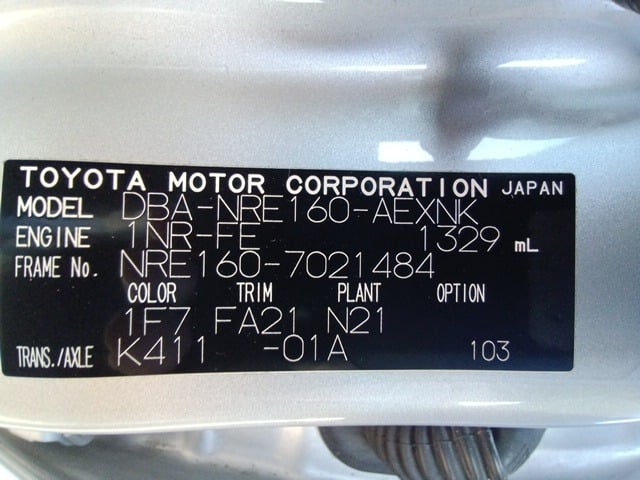 TOYOTA MOTOR CORPORATION JAPAN
MODEL DBA-NRE160-AEXNK
ENGINE 1NR-FE 1329 mL
FRAME No. NRE160-7021484
COLOR TRIM PLANT OPTION
1F7 FA21 N21
TRANS./AXLE K411 -01A 103